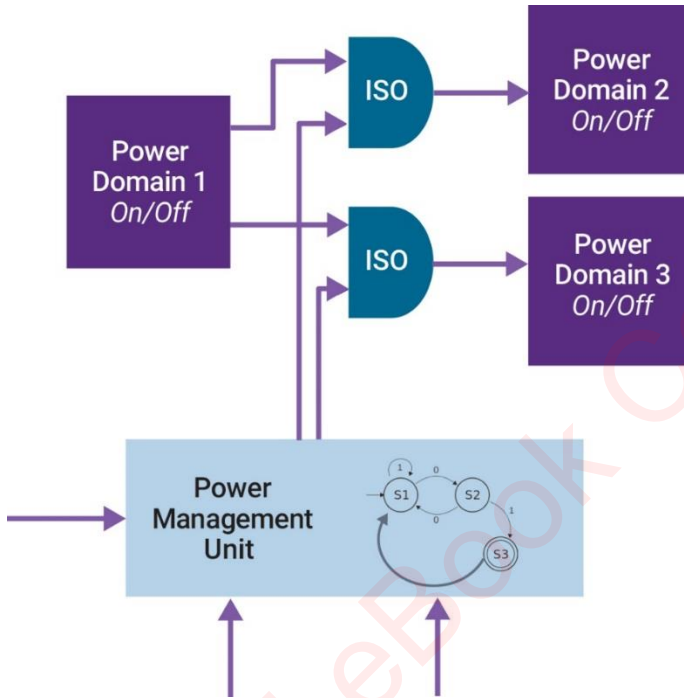 ISO
Power
Domain 2
On/Off
Power
Domain 1
On/Off
ISO
Power
Domain 3
On/Off
Power
Management
Unit
1
0
S1
S2
0
1
S3
eBook